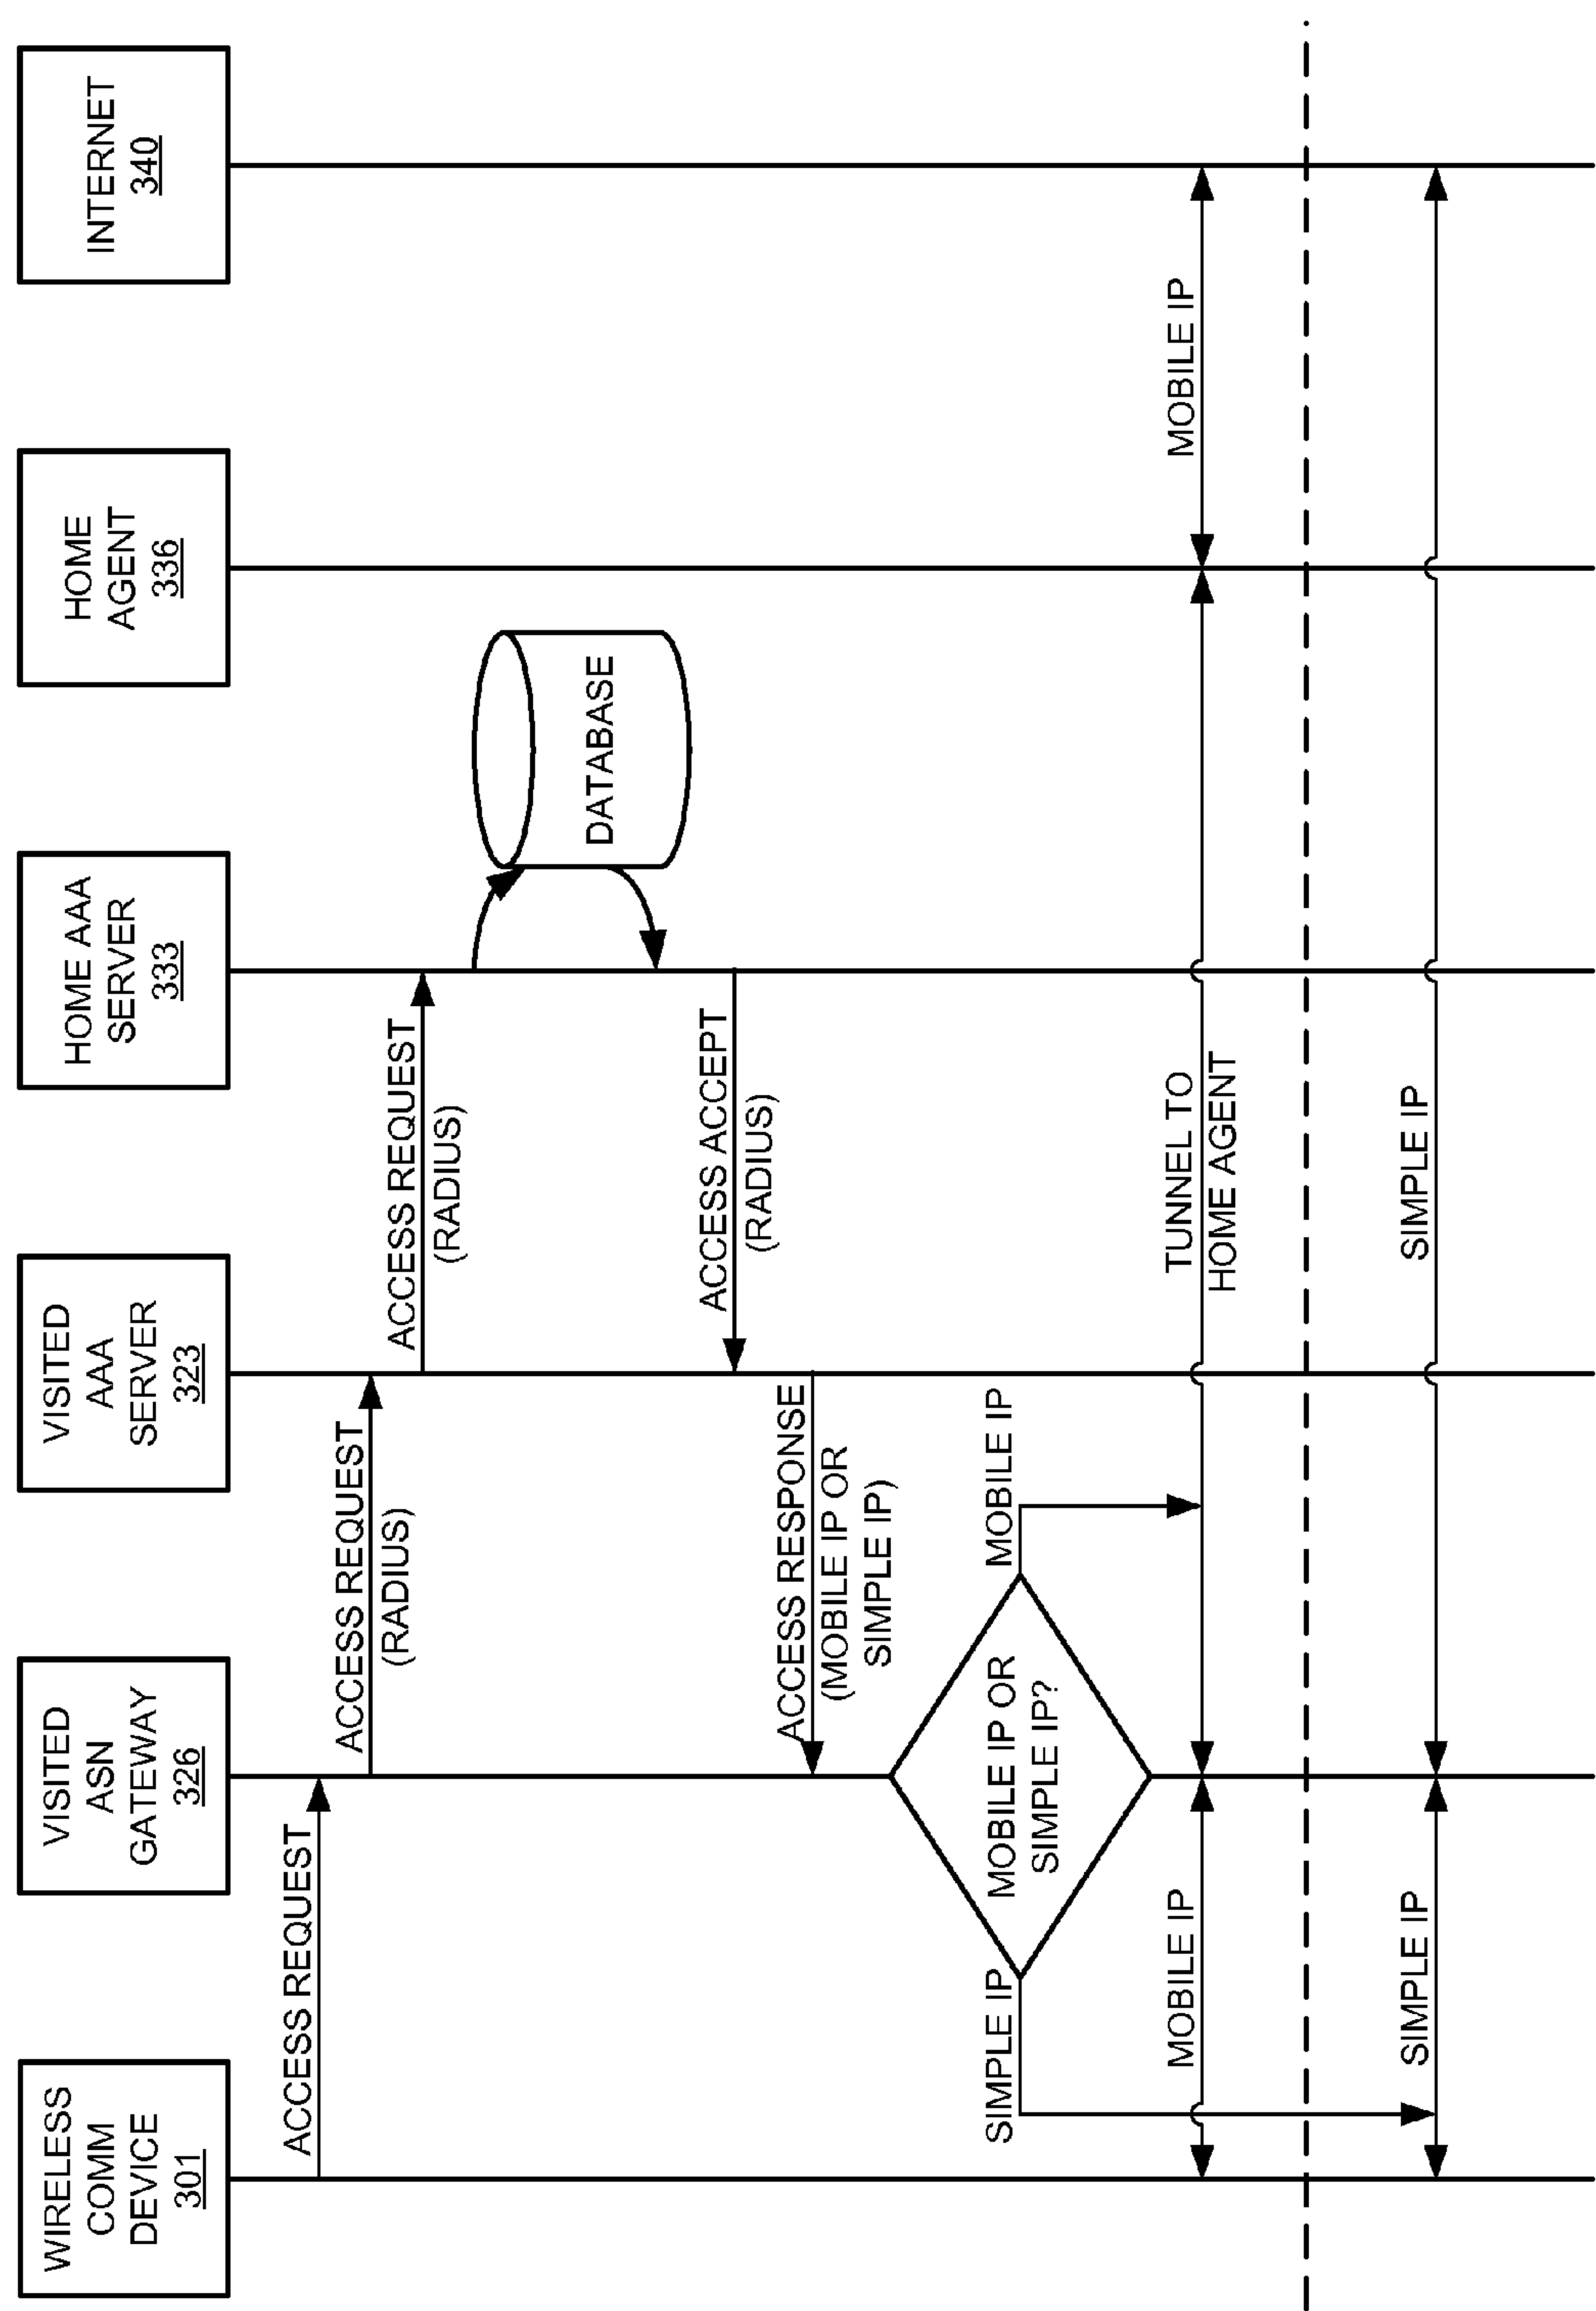 WIRELESS
COMM
DEVICE
301
VISITED
ASN
GATEWAY
326
VISITED
AAA
SERVER
323
HOME AAA
SERVER
333
HOME
AGENT
336
INTERNET
340
ACCESS REQUEST
ACCESS REQUEST
(RADIUS)
ACCESS REQUEST
(RADIUS)
DATABASE
ACCESS ACCEPT
(RADIUS)
ACCESS RESPONSE
(MOBILE IP OR
SIMPLE IP)
SIMPLE IP
MOBILE IP OR
SIMPLE IP?
MOBILE IP
MOBILE IP
TUNNEL TO
HOME AGENT
MOBILE IP
SIMPLE IP
SIMPLE IP